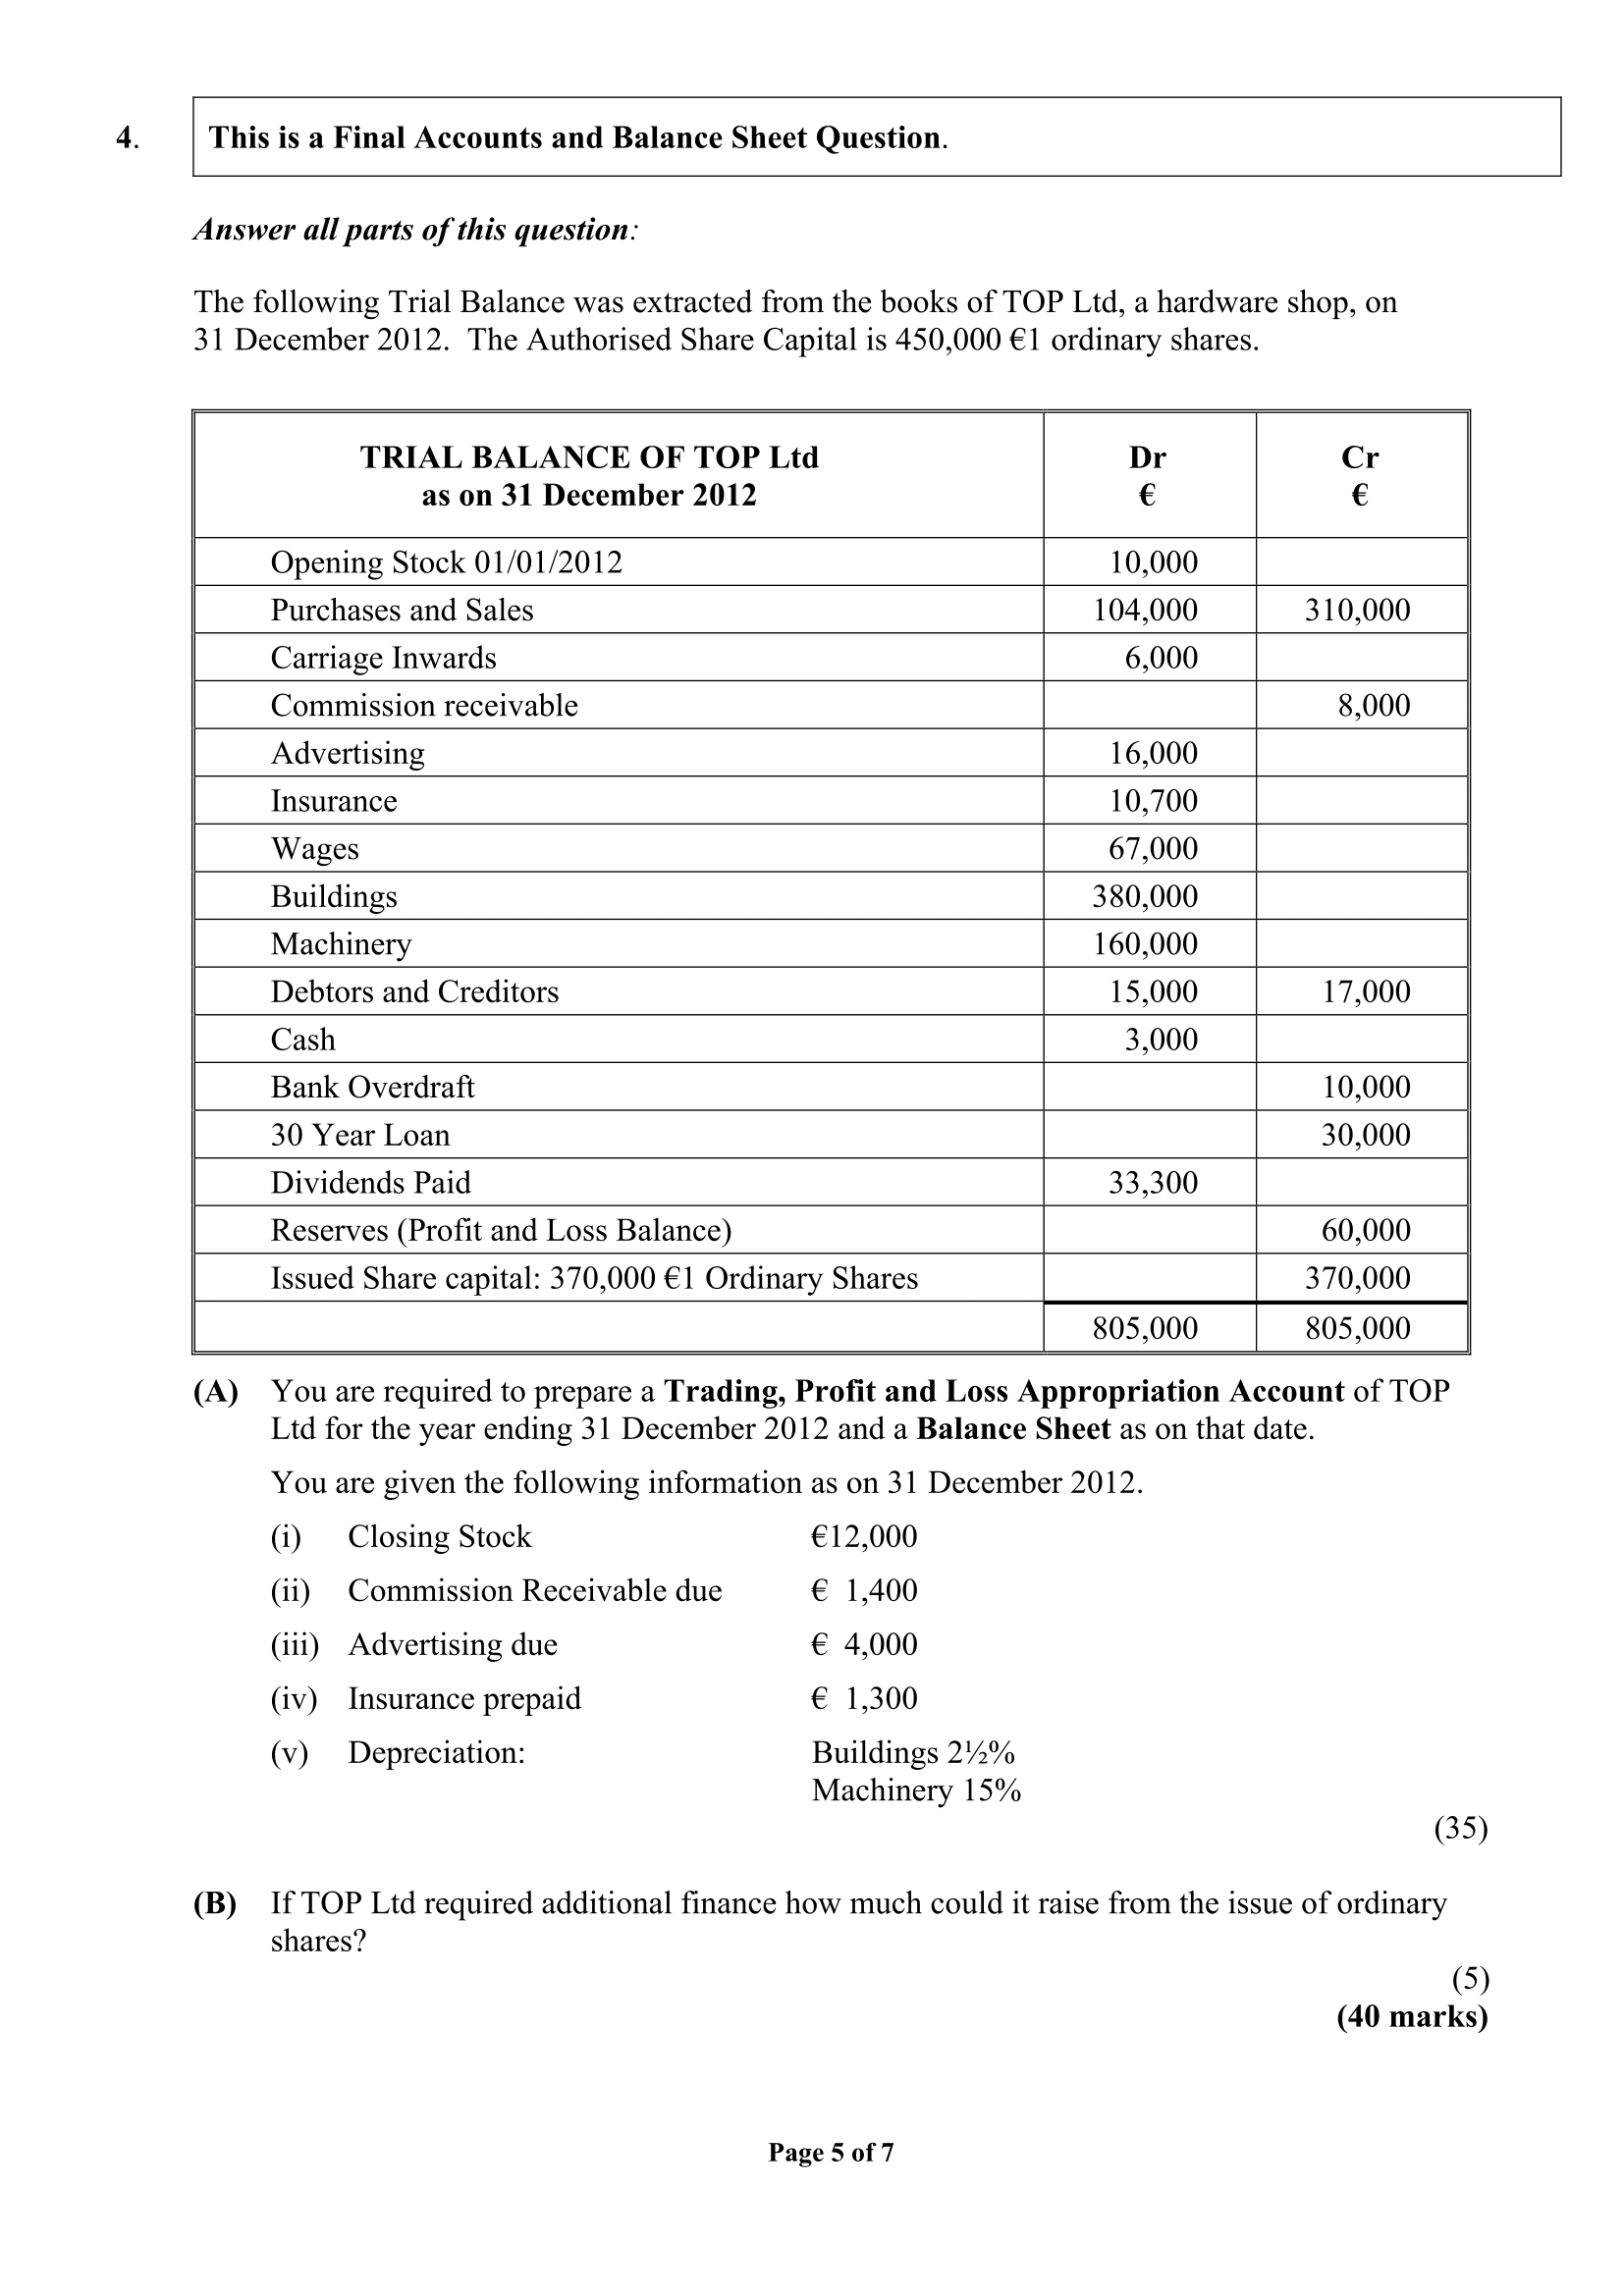 4. This is a Final Accounts and Balance Sheet Question.
Answer all parts of this question:
The following Trial Balance was extracted from the books of TOP Ltd, a hardware shop, on
31 December 2012. The Authorised Share Capital is 450,000 €1 ordinary shares.
TRIAL BALANCE OF TOP Ltd Dr Cr
as on 31 December 2012 € €
Opening Stock 01/01/2012 10,000
Purchases and Sales 104,000 310,000
Carriage Inwards 6,000
Commission receivable 8,000
Advertising 16,000
Insurance 10,700
Wages 67,000
Buildings 380,000
Machinery 160,000
Debtors and Creditors 15,000 17,000
Cash 3,000
Bank Overdraft 10,000
30 Year Loan 30,000
Dividends Paid 33,300
Reserves (Profit and Loss Balance) 60,000
Issued Share capital: 370,000 €1 Ordinary Shares 370,000
805,000 805,000
(A) You are required to prepare a Trading, Profit and Loss Appropriation Account of TOP
Ltd for the year ending 31 December 2012 and a Balance Sheet as on that date.
You are given the following information as on 31 December 2012.
(i) Closing Stock €12,000
(ii) Commission Receivable due € 1,400
(iii) Advertising due € 4,000
(iv) Insurance prepaid € 1,300
(v) Depreciation: Buildings 2½%
Machinery 15%
(35)
(B) If TOP Ltd required additional finance how much could it raise from the issue of ordinary
shares?
(5)
(40 marks)
Page 5 of 7